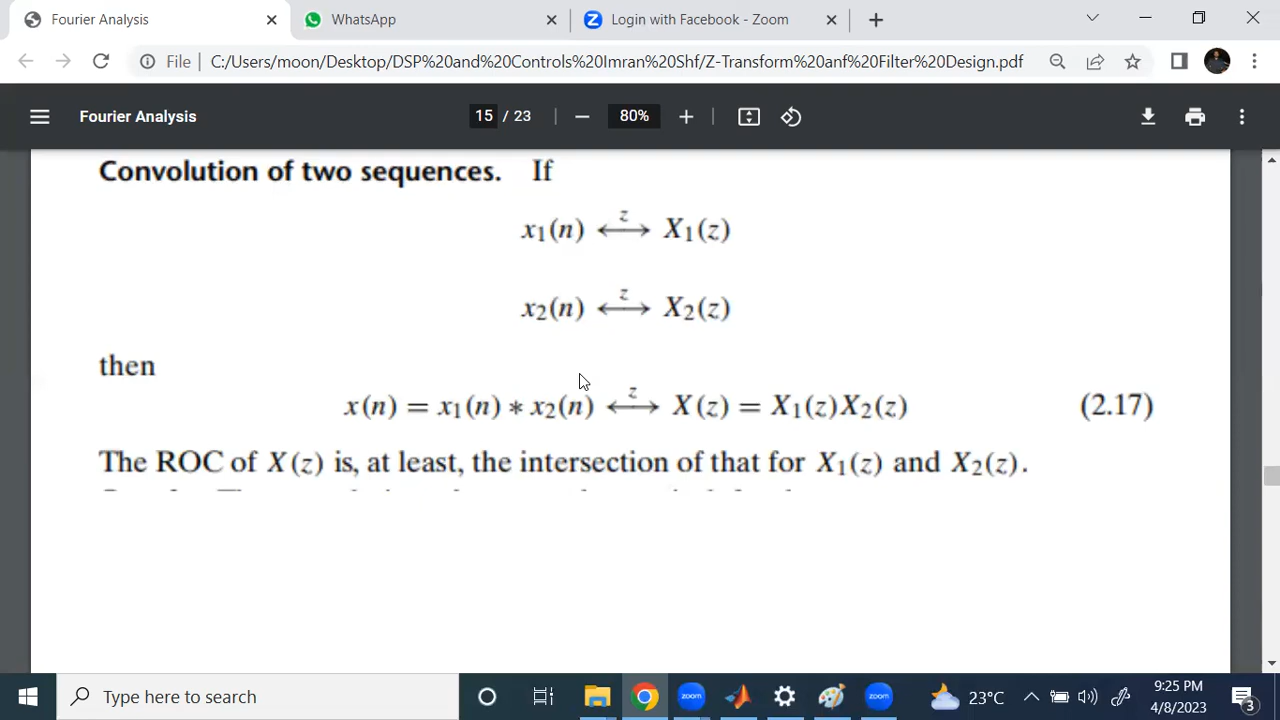 Fourier Analysis
WhatsApp
Login with Facebook - Zoom
File C:/Users/moon/Desktop/DSP%20and%20Controls%20Imran%20Shf/Z-Transform%20anf%20Filter%20Design.pdf
Fourier Analysis 15 / 23 80%
Convolution of two sequences. If
x₁(n) ⟷ᶻ X₁(z)
x₂(n) ⟷ᶻ X₂(z)
then
x(n) = x₁(n) ∗ x₂(n) ⟷ᶻ X(z) = X₁(z)X₂(z) (2.17)
The ROC of X(z) is, at least, the intersection of that for X₁(z) and X₂(z).
Type here to search
zoom
zoom
23°C
9:25 PM
4/8/2023
3